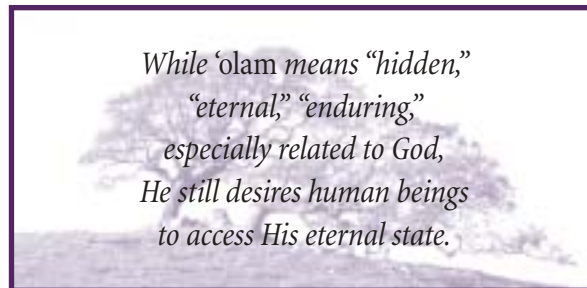 While ‘olam means “hidden,”
“eternal,” “enduring,”
especially related to God,
He still desires human beings
to access His eternal state.